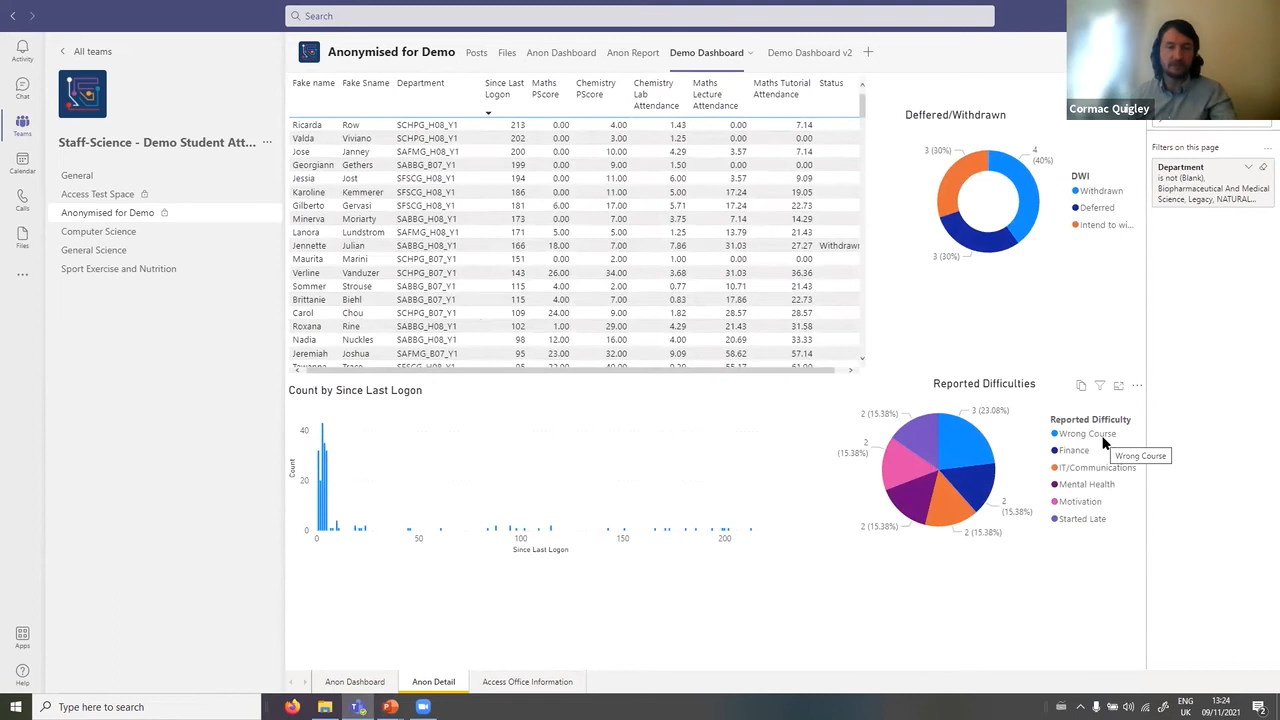 Search
Cormac Quigley
Activity
Chat
Teams
Calendar
Calls
Files
Apps
Help
All teams
Staff-Science - Demo Student Att...
General
Access Test Space
Anonymised for Demo
Computer Science
General Science
Sport Exercise and Nutrition
Anonymised for Demo Posts Files Anon Dashboard Anon Report Demo Dashboard Demo Dashboard v2
Fake name Fake Sname Department Since Last Logon Maths PScore Chemistry PScore Chemistry Lab Attendance Maths Lecture Attendance Maths Tutorial Attendance Status
Ricarda Row SCHPG_H08_Y1 213 0.00 4.00 1.43 0.00 7.14
Valda Viviano SCHPG_H08_Y1 202 0.00 3.00 1.25 0.00 0.00
Jose Janney SAFMG_H08_Y1 200 0.00 10.00 4.29 3.57 7.14
Georgiann Gethers SABBG_B07_Y1 199 0.00 9.00 1.50 0.00 0.00
Jessia Jost SFSCG_H08_Y1 194 0.00 11.00 6.00 3.57 9.09
Karoline Kemmerer SFSCG_H08_Y1 186 0.00 11.00 5.00 17.24 19.05
Gilberto Gervasi SFSCG_H08_Y1 181 6.00 17.00 5.71 17.24 22.73
Minerva Moriarty SABBG_H08_Y1 173 0.00 7.00 3.75 7.14 14.29
Lanora Lundstrom SAFMG_H08_Y1 171 5.00 5.00 1.25 13.79 21.43
Jennette Julian SABBG_H08_Y1 166 18.00 7.00 7.86 31.03 27.27 Withdrawn
Maurita Marini SCHPG_B07_Y1 151 0.00 2.00 1.00 0.00 0.00
Verline Vanduzer SCHPG_B07_Y1 143 26.00 34.00 3.68 31.03 36.36
Sommer Strouse SABBG_B07_Y1 115 4.00 2.00 0.77 10.71 21.43
Brittanie Biehl SABBG_B07_Y1 115 4.00 7.00 0.83 17.86 22.73
Carol Chou SCHPG_B07_Y1 109 24.00 9.00 1.82 28.57 28.57
Roxana Rine SABBG_H08_Y1 102 1.00 29.00 4.29 21.43 31.58
Nadia Nuckles SABBG_H08_Y1 98 12.00 16.00 4.00 20.69 33.33
Jeremiah Joshua SAFMG_B07_Y1 95 23.00 32.00 9.09 58.62 57.14
Deffered/Withdrawn
3 (30%)
4 (40%)
3 (30%)
DWI
Withdrawn
Deferred
intend to wi...
Filters on this page
Department
is not (Blank),
Biopharmaceutical And Medical
Science, Legacy, NATURAL...
Count by Since Last Logon
Count
40
20
0
0 50 100 150 200
Since Last Logon
Reported Difficulties
2 (15.38%)
3 (23.08%)
2 (15.38%)
2 (15.38%)
2 (15.38%)
2 (15.38%)
Reported Difficulty
Wrong Course
Finance
IT/Communications
Mental Health
Motivation
Started Late
Wrong Course
Anon Dashboard Anon Detail Access Office Information
Type here to search
ENG
UK
13:24
09/11/2021
2